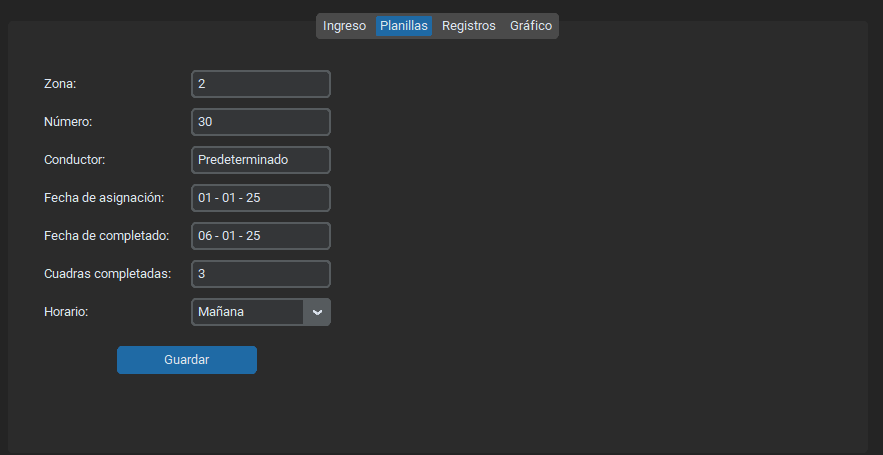 Ingreso Planillas Registros Gráfico
Zona: 2
Número: 30
Conductor: Predeterminado
Fecha de asignación: 01 - 01 - 25
Fecha de completado: 06 - 01 - 25
Cuadras completadas: 3
Horario: Mañana
Guardar